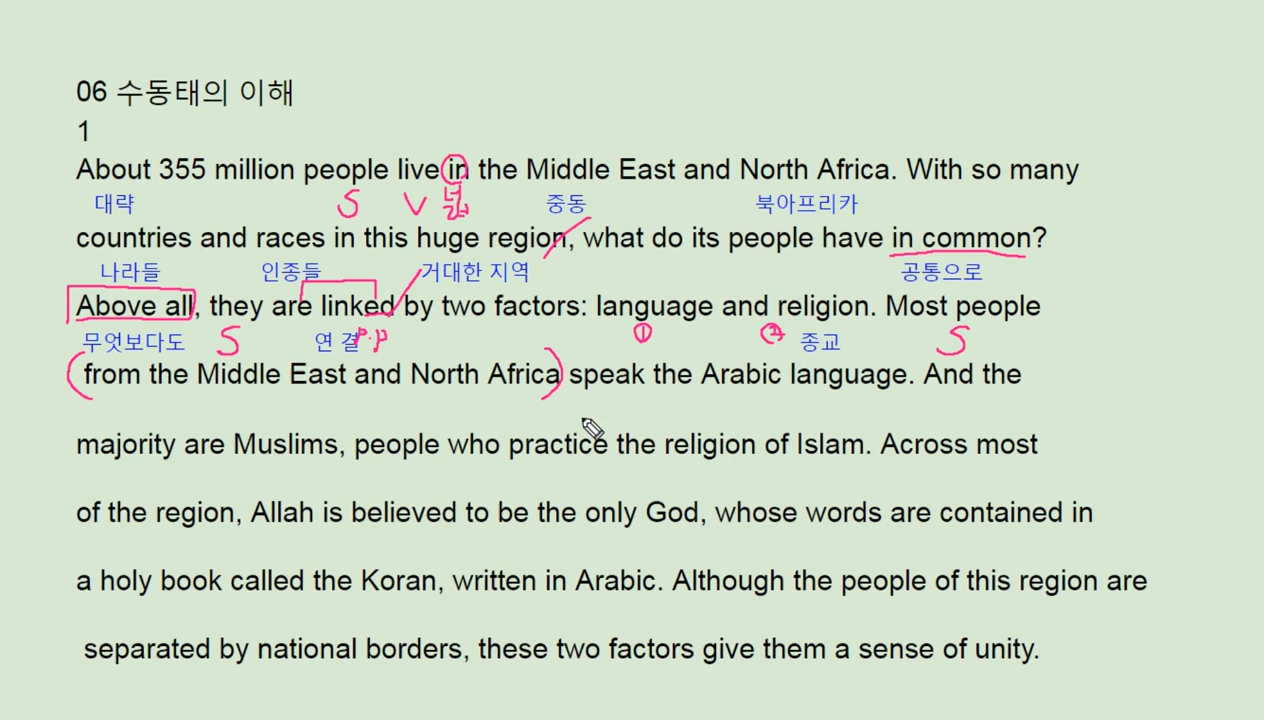 06 수동태의 이해
1
About 355 million people live in the Middle East and North Africa. With so many
대략 S V 넓 중동 북아프리카
countries and races in this huge region, what do its people have in common?
나라들 인종들 거대한 지역 공통으로
Above all, they are linked by two factors: language and religion. Most people
무엇보다도 S 연결 p.p ① ② 종교 S
(from the Middle East and North Africa) speak the Arabic language. And the
majority are Muslims, people who practice the religion of Islam. Across most
of the region, Allah is believed to be the only God, whose words are contained in
a holy book called the Koran, written in Arabic. Although the people of this region are
separated by national borders, these two factors give them a sense of unity.